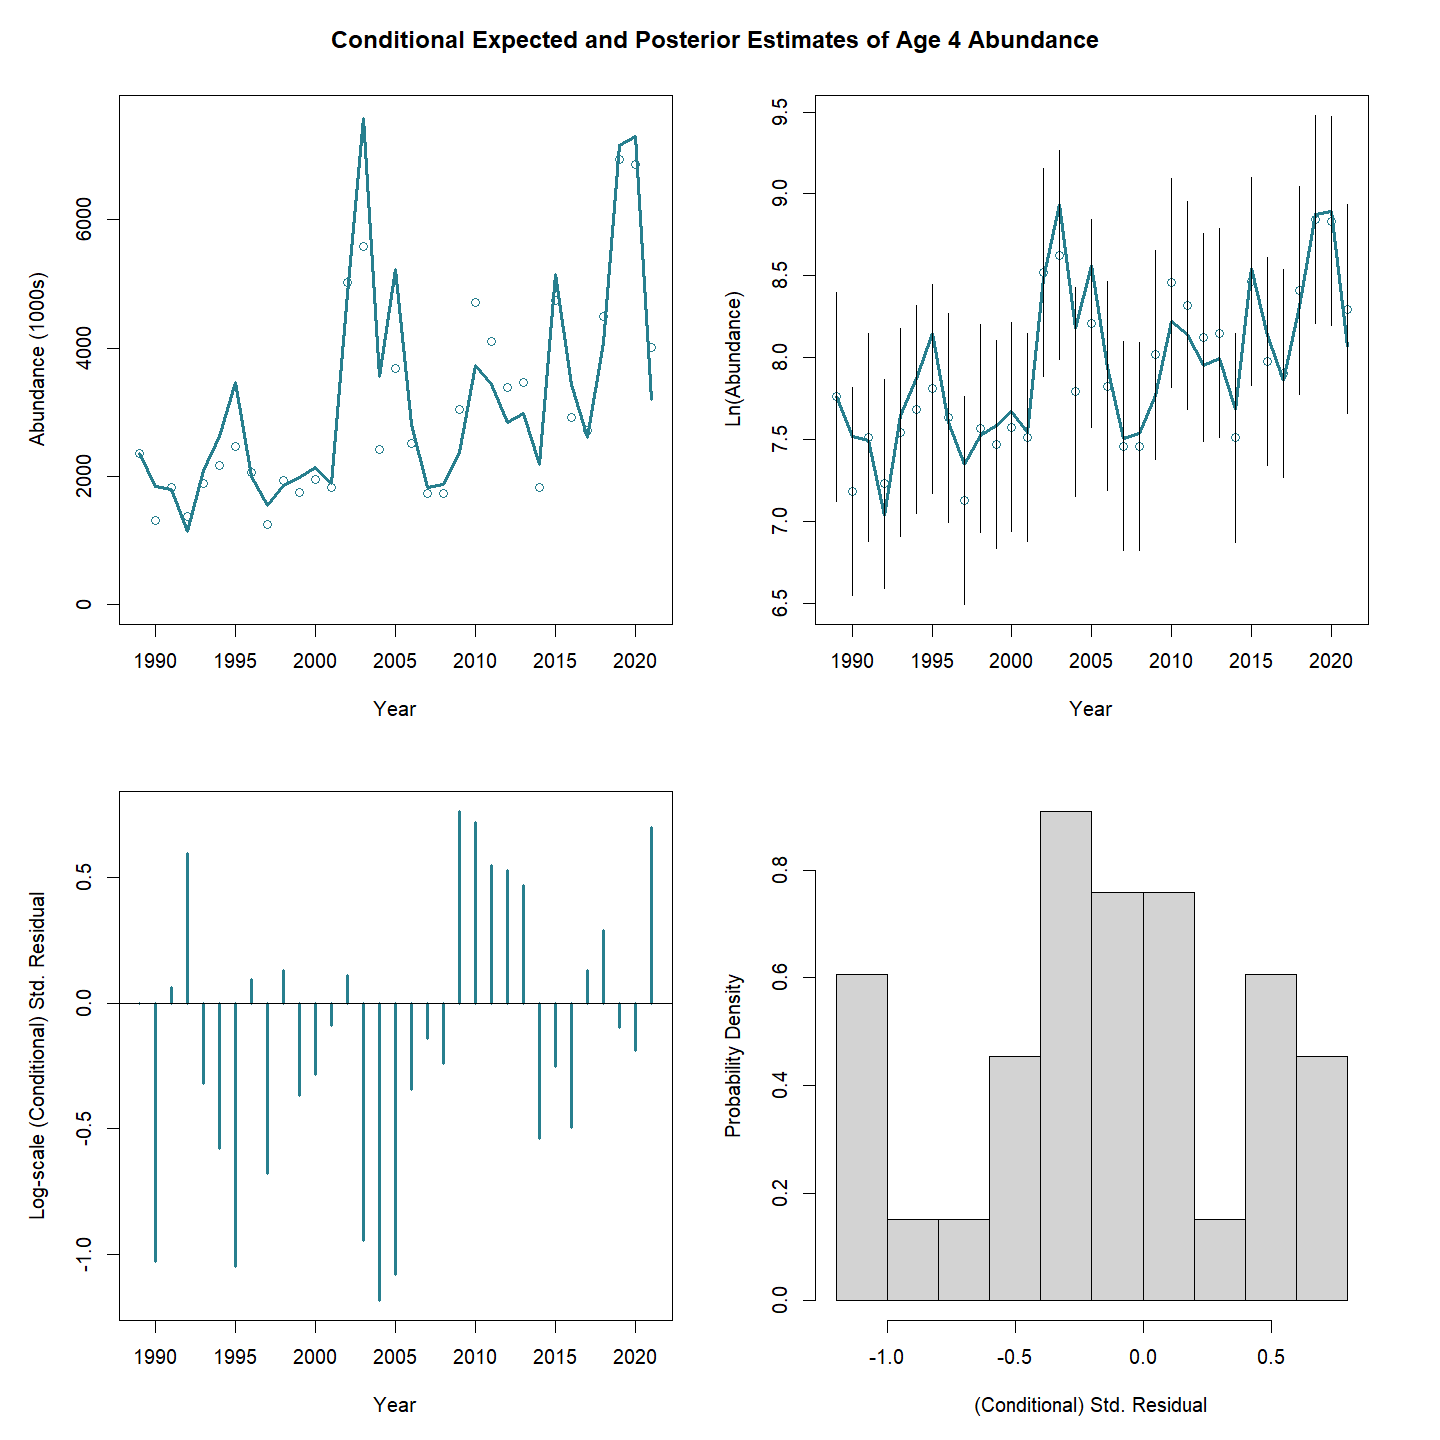 Conditional Expected and Posterior Estimates of Age 4 Abundance
Abundance (1000s)
0
2000
4000
6000
1990 1995 2000 2005 2010 2015 2020
Year
Ln(Abundance)
6.5
7.0
7.5
8.0
8.5
9.0
9.5
1990 1995 2000 2005 2010 2015 2020
Year
Log-scale (Conditional) Std. Residual
-1.0
-0.5
0.0
0.5
1990 1995 2000 2005 2010 2015 2020
Year
Probability Density
0.0
0.2
0.4
0.6
0.8
-1.0 -0.5 0.0 0.5
(Conditional) Std. Residual